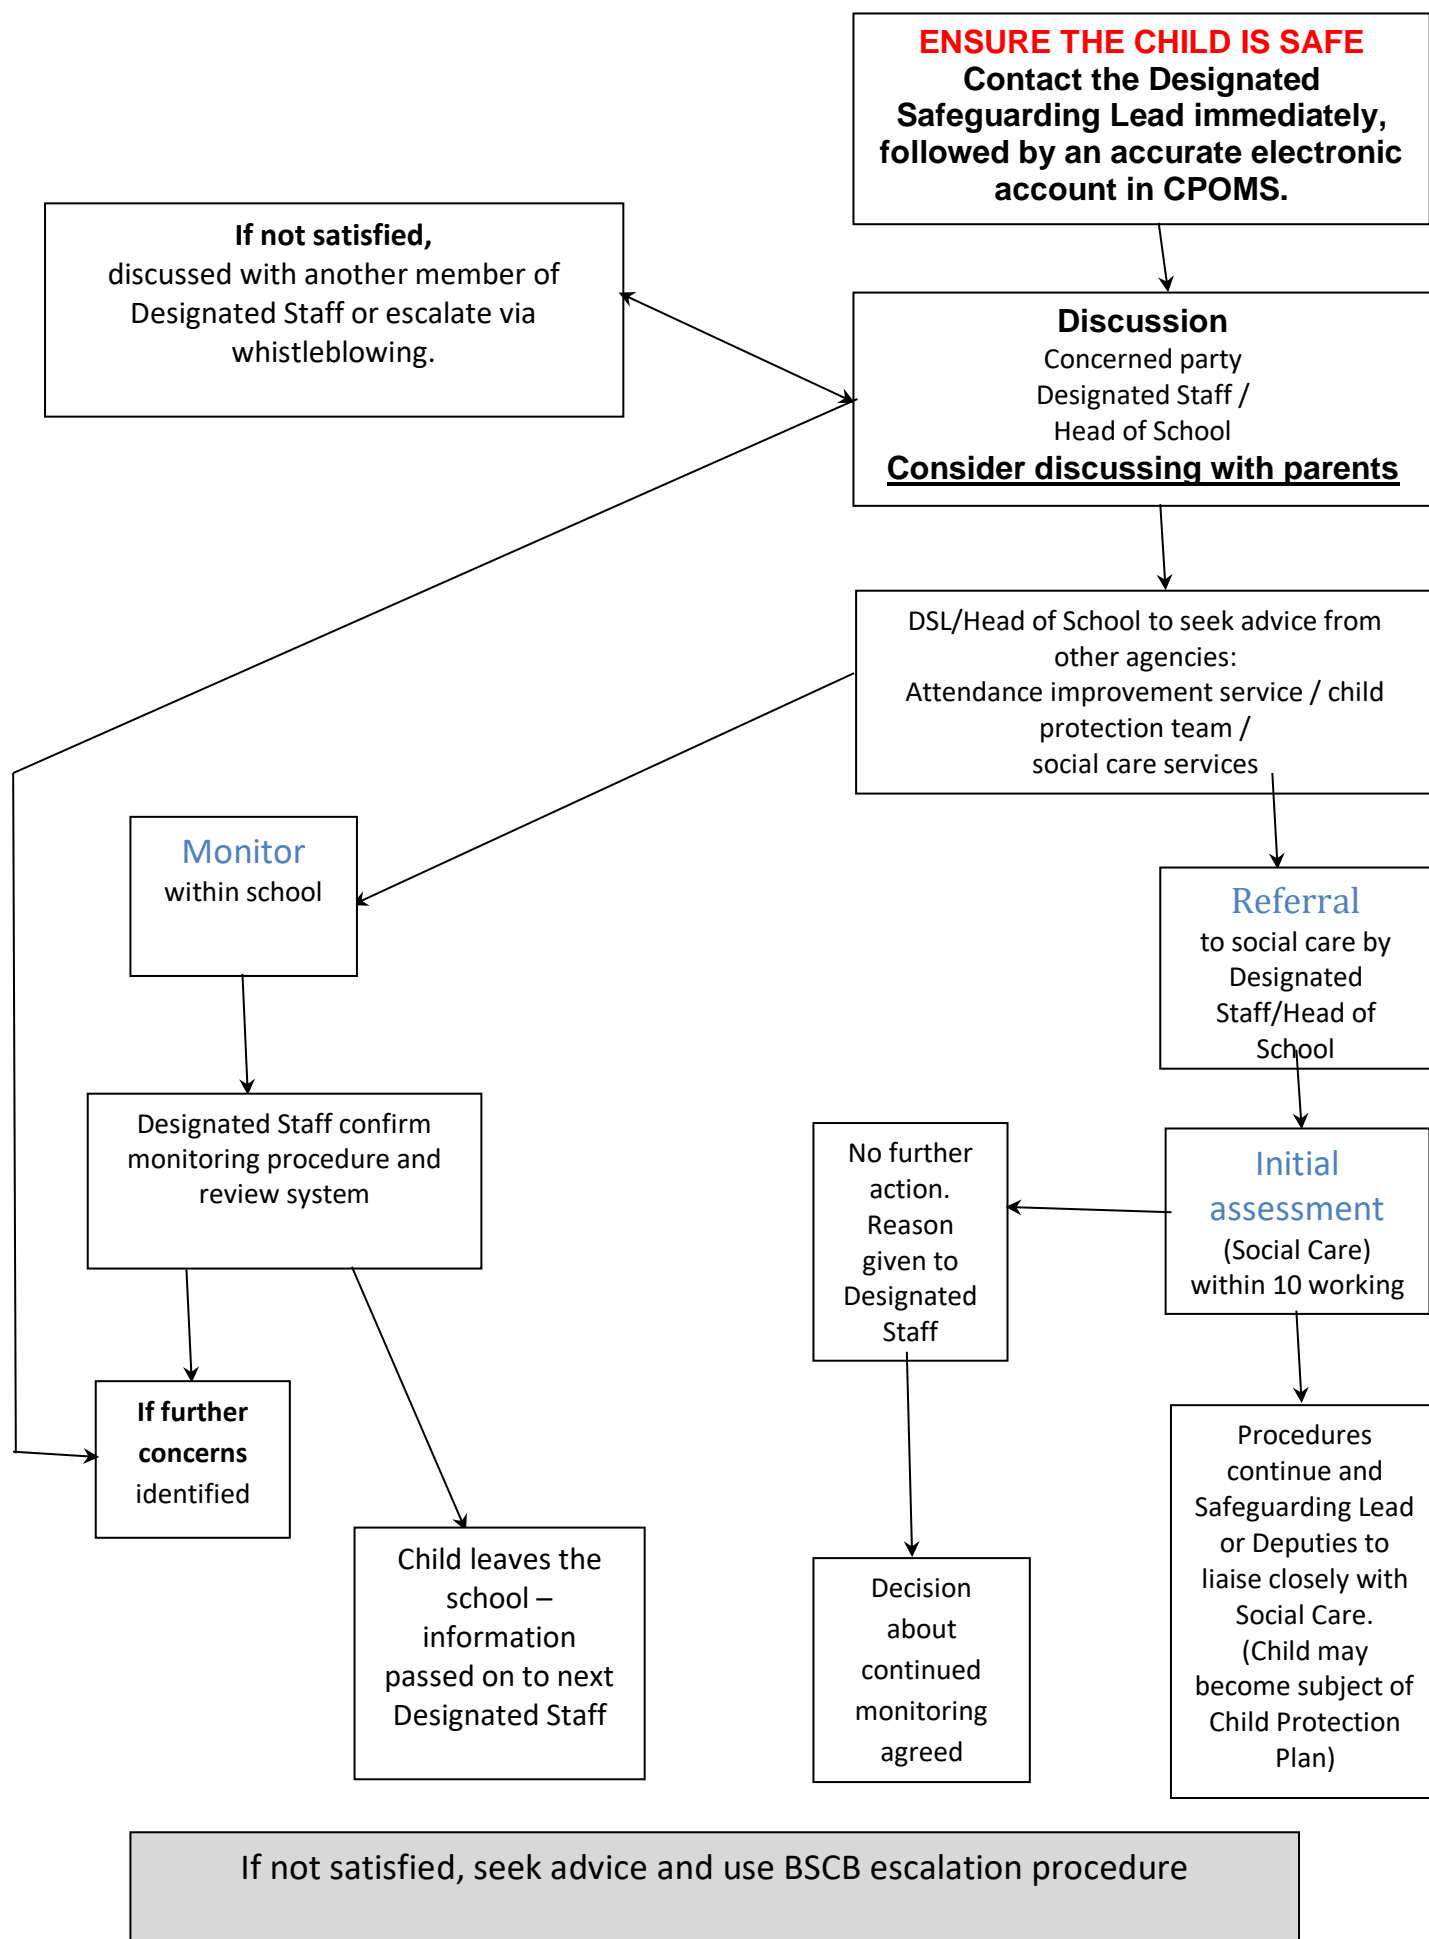 ENSURE THE CHILD IS SAFE
Contact the Designated
Safeguarding Lead immediately,
followed by an accurate electronic
account in CPOMS.
If not satisfied,
discussed with another member of
Designated Staff or escalate via
whistleblowing.
Discussion
Concerned party
Designated Staff /
Head of School
Consider discussing with parents
DSL/Head of School to seek advice from
other agencies:
Attendance improvement service / child
protection team /
social care services
Monitor
within school
Referral
to social care by
Designated
Staff/Head of
School
Designated Staff confirm
monitoring procedure and
review system
No further
action.
Reason
given to
Designated
Staff
Initial
assessment
(Social Care)
within 10 working
If further
concerns
identified
Child leaves the
school –
information
passed on to next
Designated Staff
Decision
about
continued
monitoring
agreed
Procedures
continue and
Safeguarding Lead
or Deputies to
liaise closely with
Social Care.
(Child may
become subject of
Child Protection
Plan)
If not satisfied, seek advice and use BSCB escalation procedure